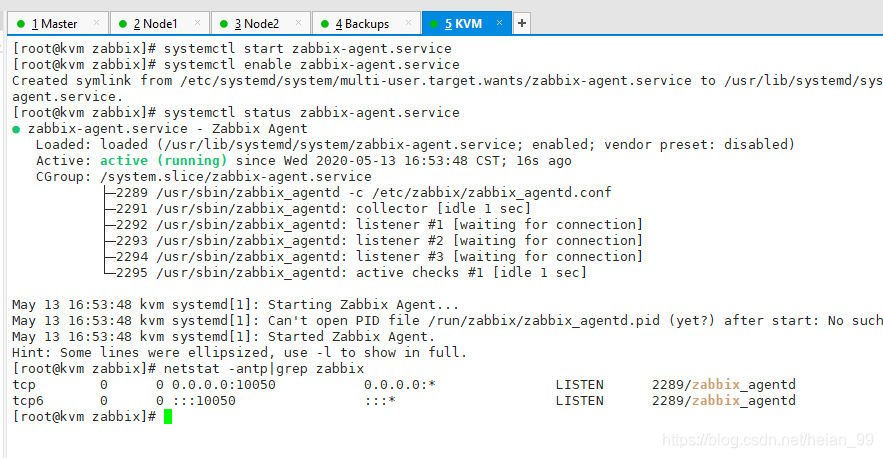 1 Master × 2 Node1 × 3 Node2 × 4 Backups × 5 KVM × +
[root@kvm zabbix]# systemctl start zabbix-agent.service
[root@kvm zabbix]# systemctl enable zabbix-agent.service
Created symlink from /etc/systemd/system/multi-user.target.wants/zabbix-agent.service to /usr/lib/systemd/sys
agent.service.
[root@kvm zabbix]# systemctl status zabbix-agent.service
● zabbix-agent.service - Zabbix Agent
   Loaded: loaded (/usr/lib/systemd/system/zabbix-agent.service; enabled; vendor preset: disabled)
   Active: active (running) since Wed 2020-05-13 16:53:48 CST; 16s ago
   CGroup: /system.slice/zabbix-agent.service
           ├─2289 /usr/sbin/zabbix_agentd -c /etc/zabbix/zabbix_agentd.conf
           ├─2291 /usr/sbin/zabbix_agentd: collector [idle 1 sec]
           ├─2292 /usr/sbin/zabbix_agentd: listener #1 [waiting for connection]
           ├─2293 /usr/sbin/zabbix_agentd: listener #2 [waiting for connection]
           ├─2294 /usr/sbin/zabbix_agentd: listener #3 [waiting for connection]
           └─2295 /usr/sbin/zabbix_agentd: active checks #1 [idle 1 sec]
May 13 16:53:48 kvm systemd[1]: Starting Zabbix Agent...
May 13 16:53:48 kvm systemd[1]: Can't open PID file /run/zabbix/zabbix_agentd.pid (yet?) after start: No such
May 13 16:53:48 kvm systemd[1]: Started Zabbix Agent.
Hint: Some lines were ellipsized, use -l to show in full.
[root@kvm zabbix]# netstat -antp|grep zabbix
tcp        0      0 0.0.0.0:10050           0.0.0.0:*               LISTEN      2289/zabbix_agentd
tcp6       0      0 :::10050                :::*                    LISTEN      2289/zabbix_agentd
[root@kvm zabbix]#
https://blog.csdn.net/heian_99